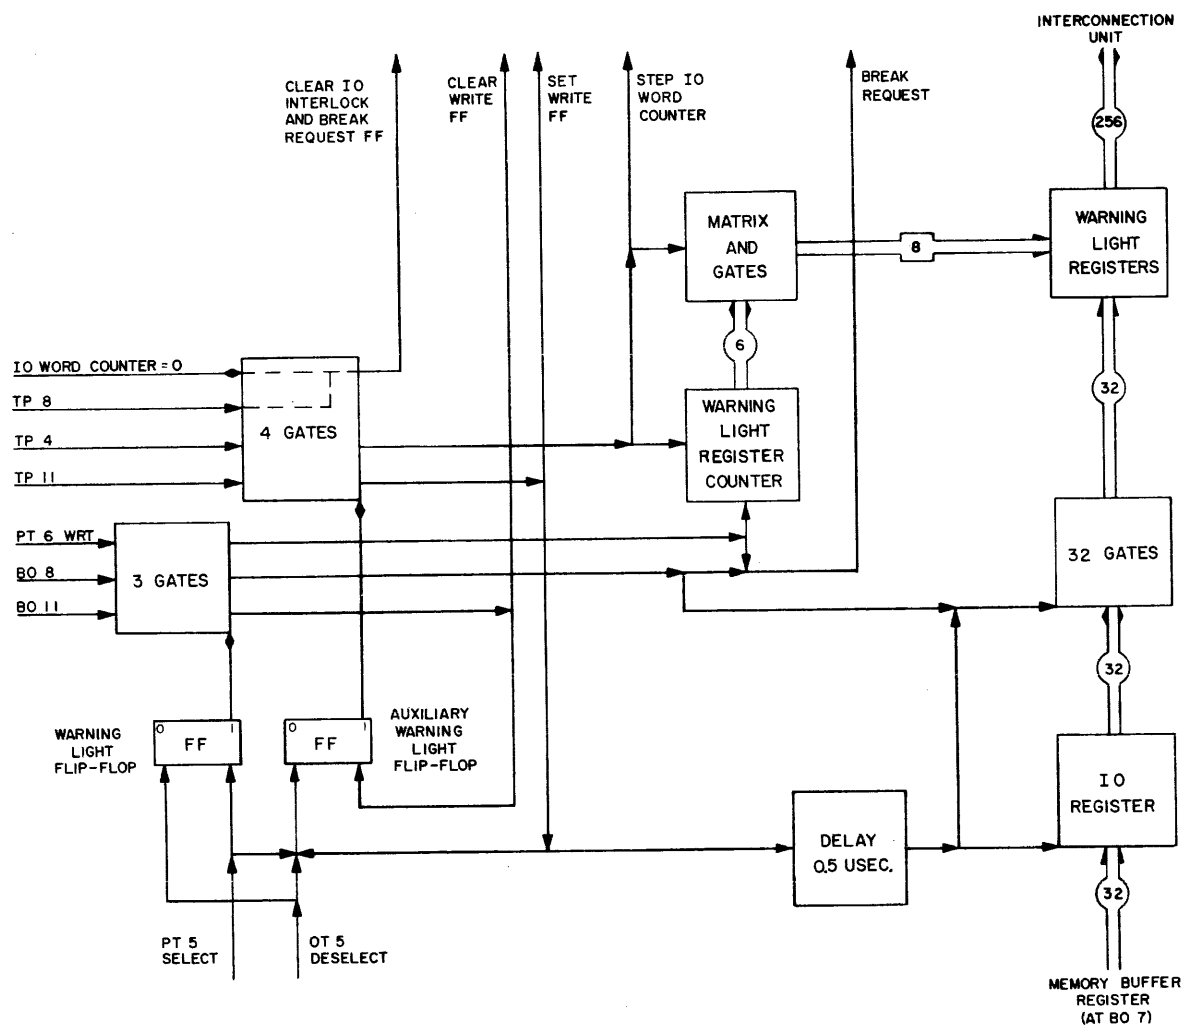 INTERCONNECTION
UNIT
CLEAR IO
INTERLOCK
AND BREAK
REQUEST FF
CLEAR
WRITE
FF
SET
WRITE
FF
STEP IO
WORD
COUNTER
BREAK
REQUEST
256
MATRIX
AND
GATES
8
WARNING
LIGHT
REGISTERS
6
32
IO WORD COUNTER = 0
TP 8
TP 4
TP 11
4 GATES
WARNING
LIGHT
REGISTER
COUNTER
PT 6 WRT
BO 8
BO 11
3 GATES
32 GATES
32
WARNING
LIGHT
FLIP-FLOP
0 1
FF
0 1
FF
AUXILIARY
WARNING
LIGHT
FLIP-FLOP
IO
REGISTER
DELAY
0.5 USEC.
32
PT 5
SELECT
OT 5
DESELECT
MEMORY BUFFER
REGISTER
(AT BO 7)